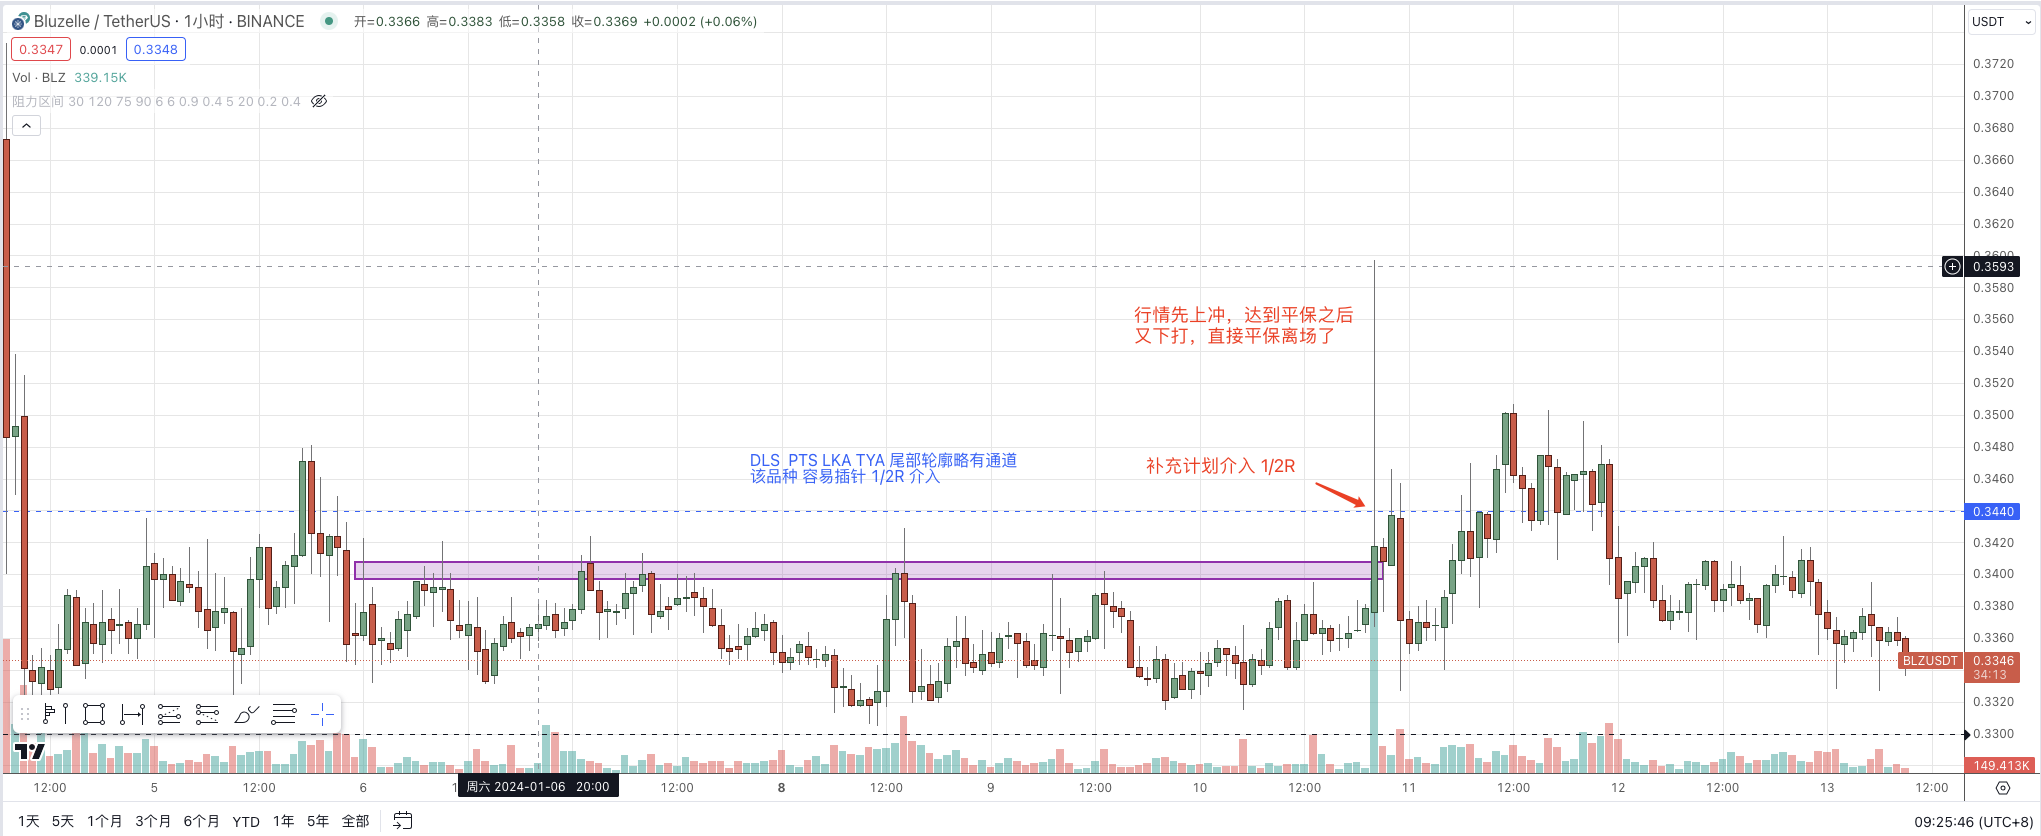 Bluzelle / TetherUS · 1小时 · BINANCE 开=0.3366 高=0.3383 低=0.3358 收=0.3369 +0.0002 (+0.06%) USDT
0.3347 0.0001 0.3348
Vol · BLZ 339.15K
阻力区间 30 120 75 90 6 6 0.9 0.4 5 20 0.2 0.4
0.3720
0.3700
0.3680
0.3660
0.3640
0.3620
0.3593
0.3580
0.3560
0.3540
0.3520
0.3500
0.3480
0.3460
0.3440
0.3420
0.3400
0.3380
0.3360
BLZUSDT 0.3346
34:13
0.3320
0.3300
149.413K
行情先上冲，达到平保之后
又下打，直接平保离场了
DLS PTS LKA TYA 尾部轮廓略有通道
该品种 容易插针 1/2R 介入
补充计划介入 1/2R
12:00 5 12:00 6 周六 2024-01-06 20:00 12:00 8 12:00 9 12:00 10 12:00 11 12:00 12 12:00 13 12:00
1天 5天 1个月 3个月 6个月 YTD 1年 5年 全部 09:25:46 (UTC+8)